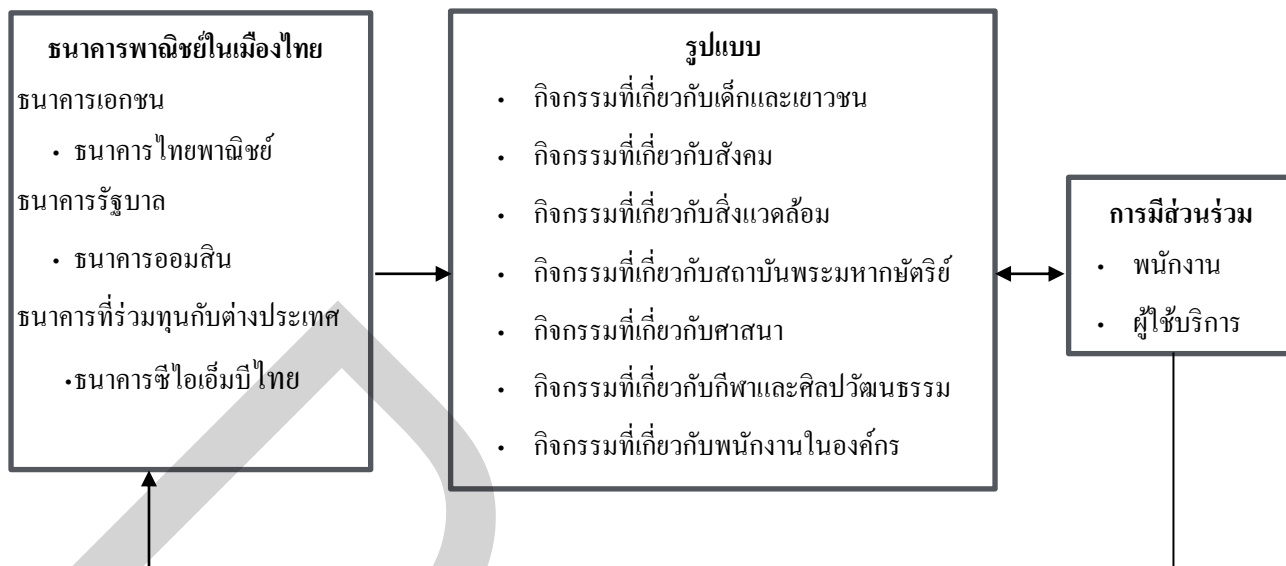 ธนาคารพาณิชย์ในเมืองไทย
ธนาคารเอกชน
• ธนาคารไทยพาณิชย์
ธนาคารรัฐบาล
• ธนาคารออมสิน
ธนาคารที่ร่วมทุนกับต่างประเทศ
•ธนาคารซีไอเอ็มบีไทย
รูปแบบ
• กิจกรรมที่เกี่ยวกับเด็กและเยาวชน
• กิจกรรมที่เกี่ยวกับสังคม
• กิจกรรมที่เกี่ยวกับสิ่งแวดล้อม
• กิจกรรมที่เกี่ยวกับสถาบันพระมหากษัตริย์
• กิจกรรมที่เกี่ยวกับศาสนา
• กิจกรรมที่เกี่ยวกับกีฬาและศิลปวัฒนธรรม
• กิจกรรมที่เกี่ยวกับพนักงานในองค์กร
การมีส่วนร่วม
• พนักงาน
• ผู้ใช้บริการ